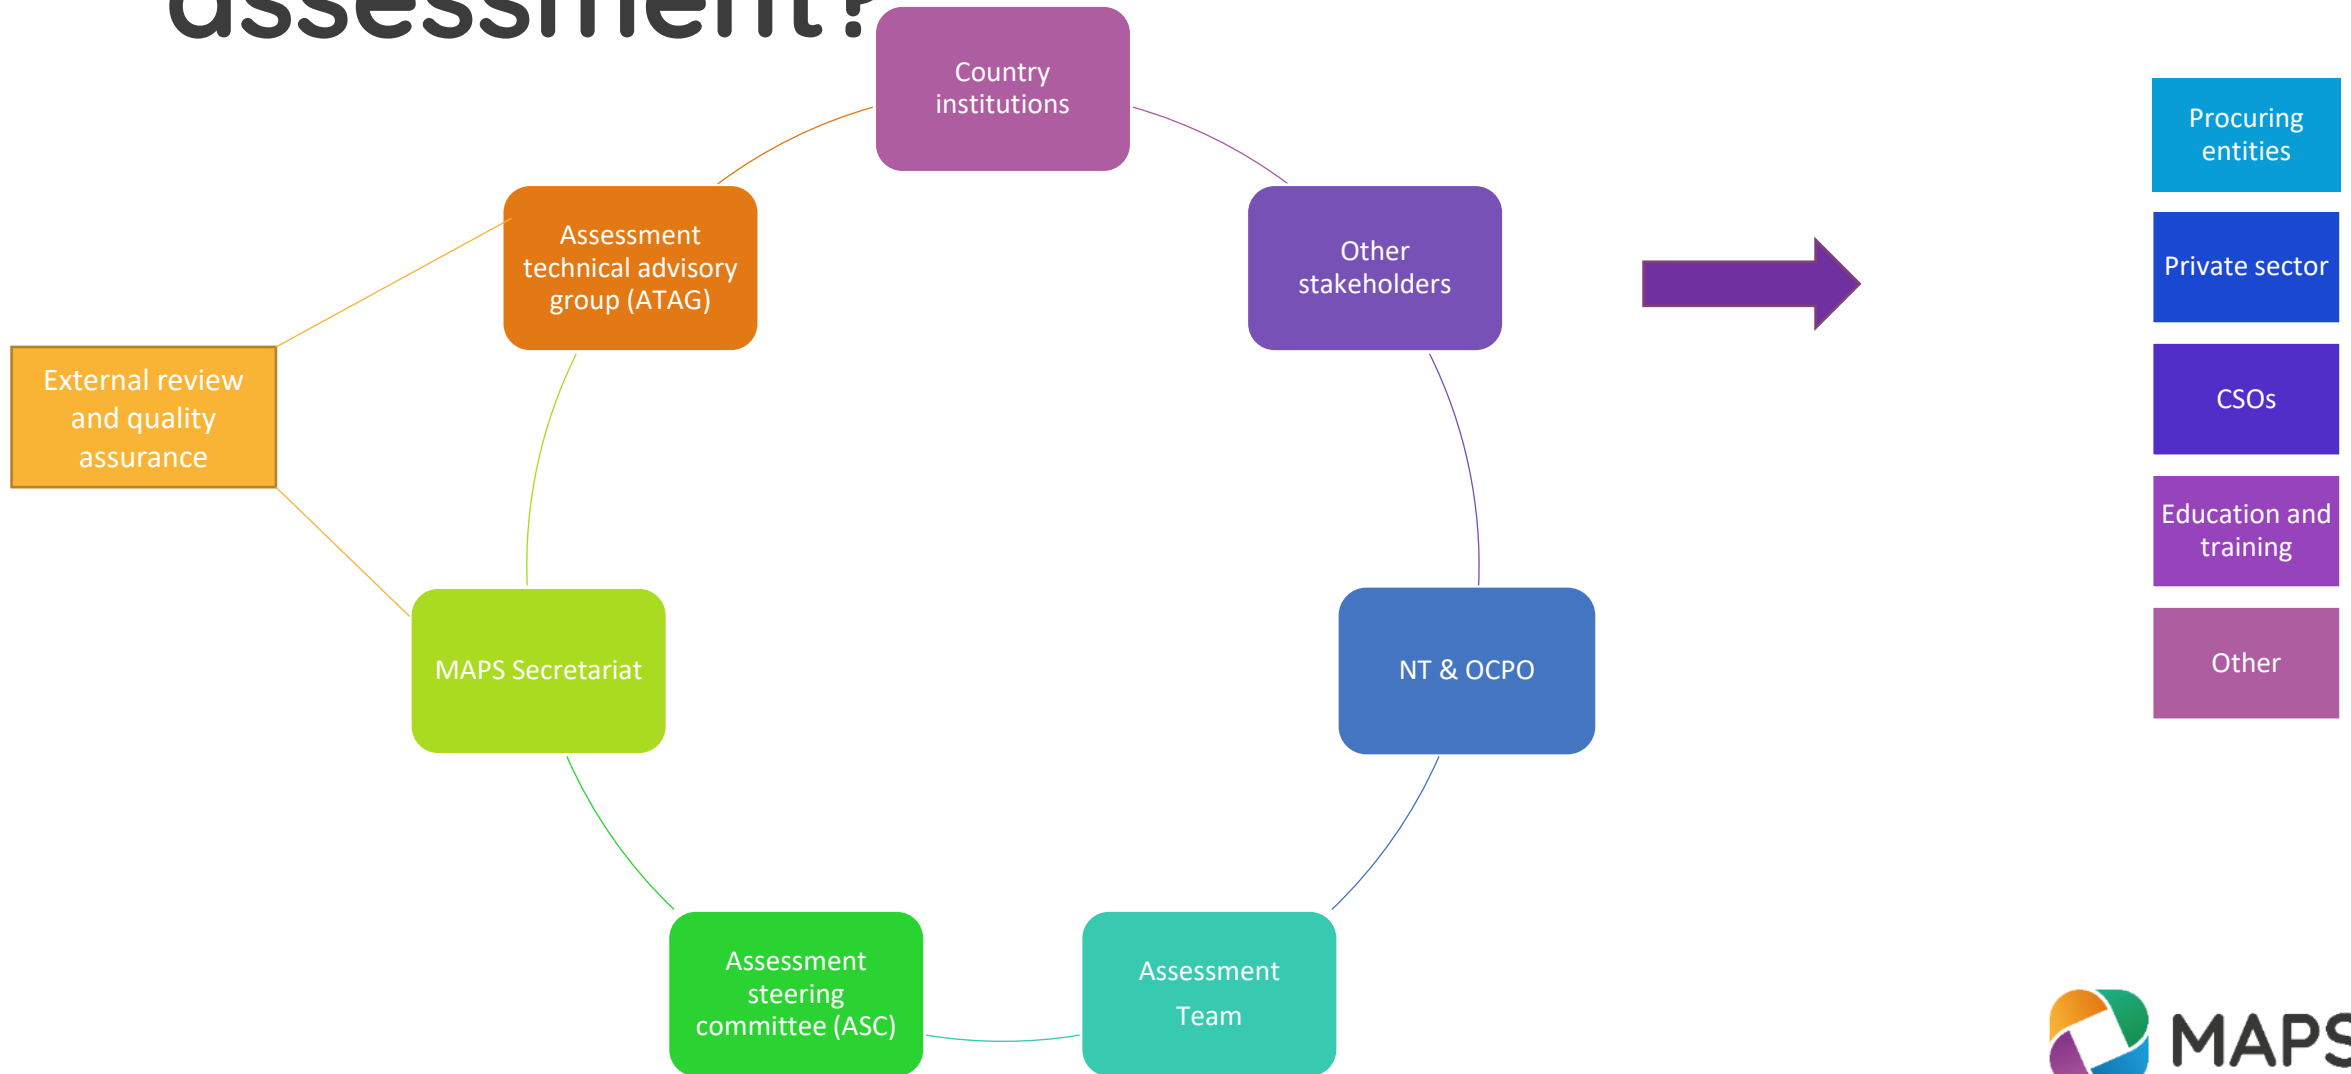 assessment?
Country
institutions
Other
stakeholders
NT & OCPO
Assessment
Team
Assessment
steering
committee (ASC)
MAPS Secretariat
Assessment
technical advisory
group (ATAG)
External review
and quality
assurance
Procuring
entities
Private sector
CSOs
Education and
training
Other
MAPS